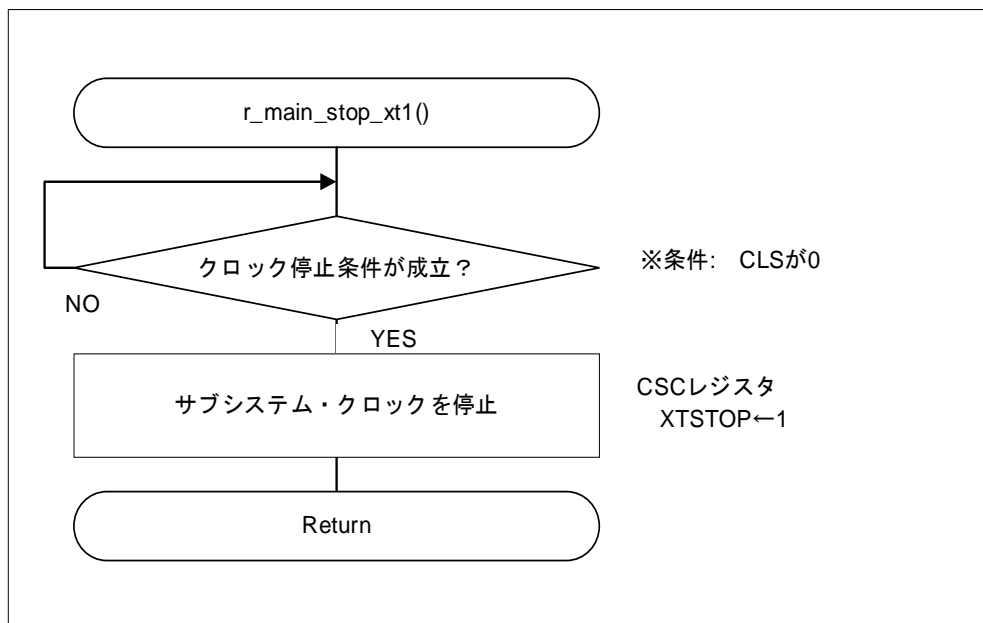 r_main_stop_xt1()
クロック停止条件が成立？
※条件: CLSが0
NO
YES
サブシステム・クロックを停止
CSCレジスタ
XTSTOP←1
Return